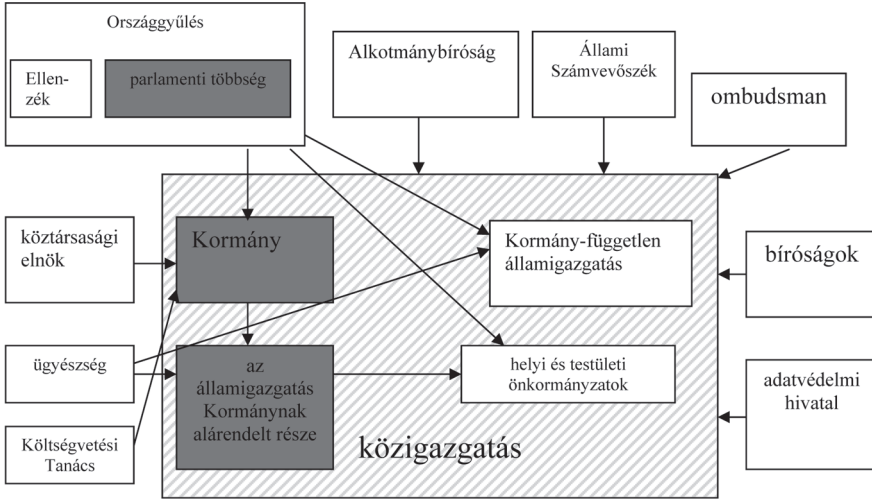 Országgyűlés
Ellen-
zék
parlamenti többség
Alkotmánybíróság
Állami
Számvevőszék
ombudsman
köztársasági
elnök
Kormány
Kormány-független
államigazgatás
bíróságok
ügyészség
az
államigazgatás
Kormánynak
alárendelt része
helyi és testületi
önkormányzatok
adatvédelmi
hivatal
Költségvetési
Tanács
közigazgatás